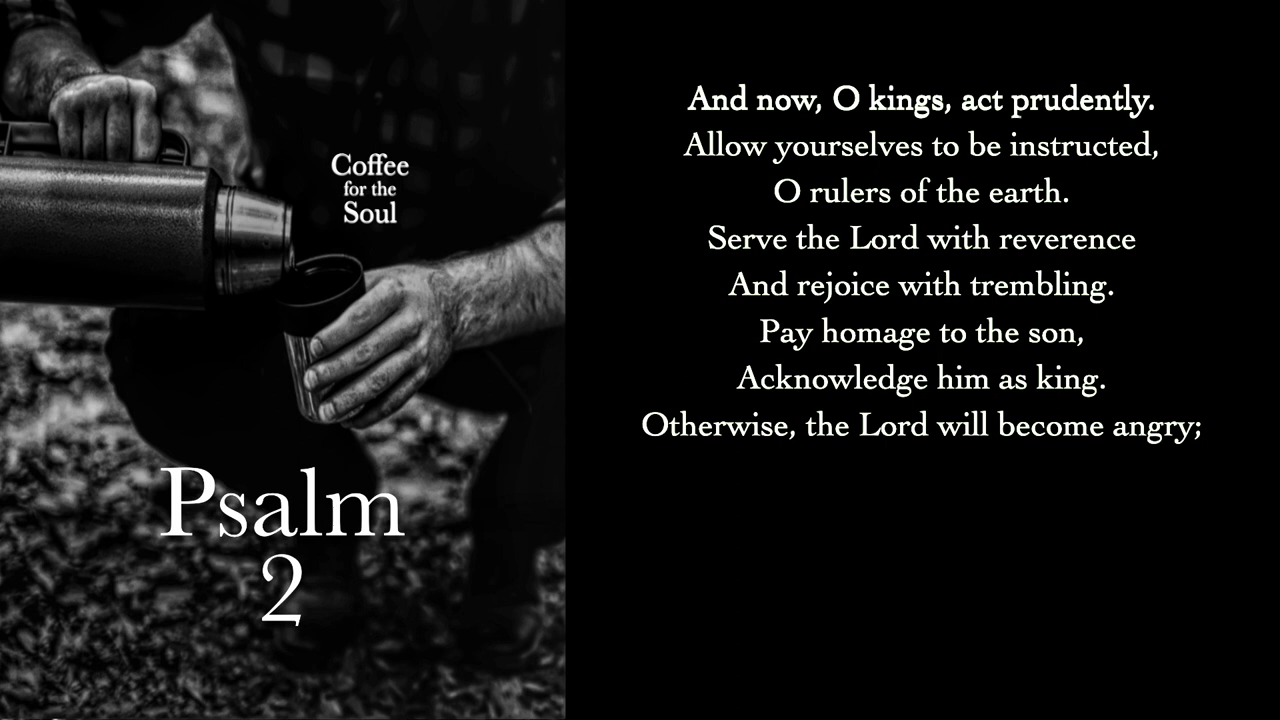 Coffee
for the
Soul
Psalm
2
And now, O kings, act prudently.
Allow yourselves to be instructed,
O rulers of the earth.
Serve the Lord with reverence
And rejoice with trembling.
Pay homage to the son,
Acknowledge him as king.
Otherwise, the Lord will become angry;